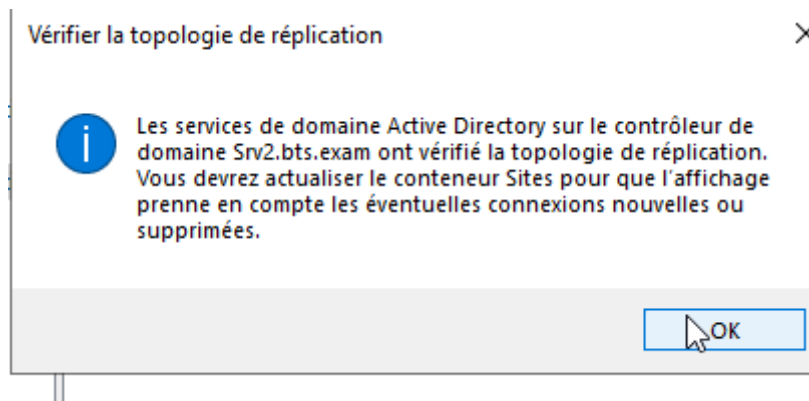 Vérifier la topologie de réplication
Les services de domaine Active Directory sur le contrôleur de
domaine Srv2.bts.exam ont vérifié la topologie de réplication.
Vous devrez actualiser le conteneur Sites pour que l'affichage
prenne en compte les éventuelles connexions nouvelles ou
supprimées.
OK